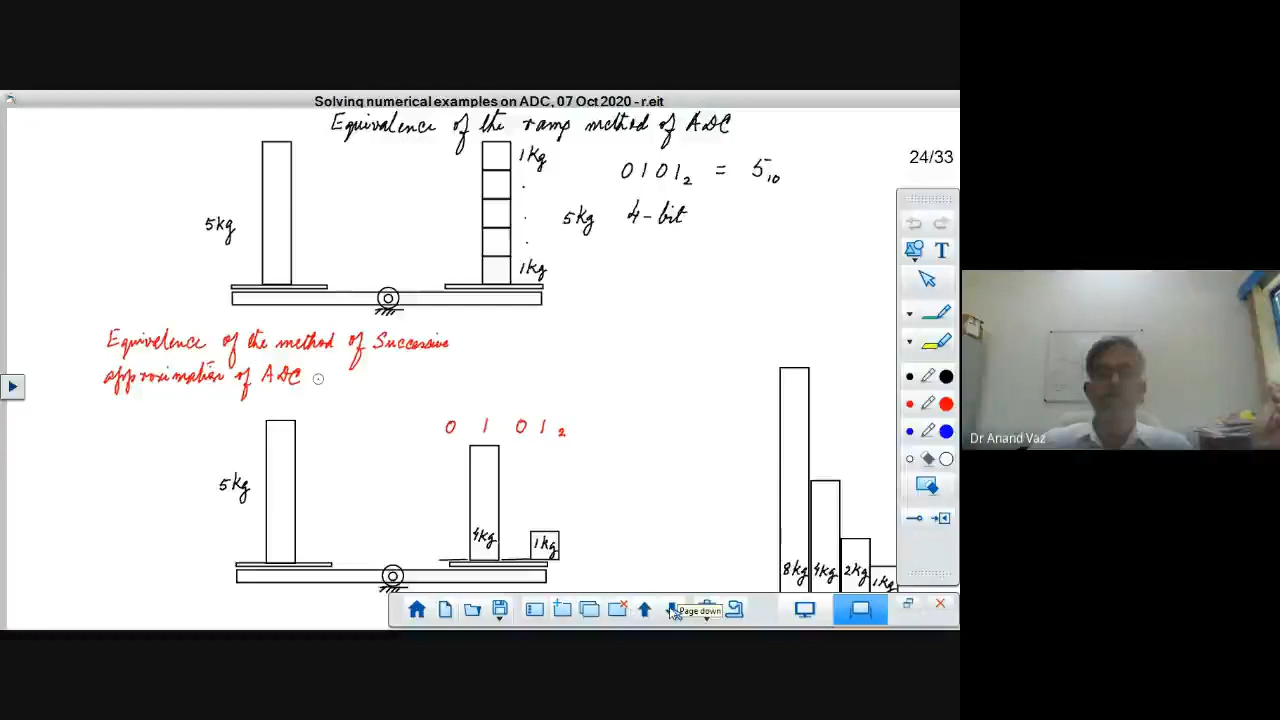 Solving numerical examples on ADC, 07 Oct 2020 - r.eit
Equivalence of the ramp method of ADC
24/33
1kg
0101₂ = 5₁₀
5kg
5kg
4-bit
1kg
T
Equivalence of the method of Successive
approximation of ADC
0 1 0 1 ₂
Dr Anand Vaz
5kg
4kg
1kg
8kg
4kg
2kg
1kg
Page down